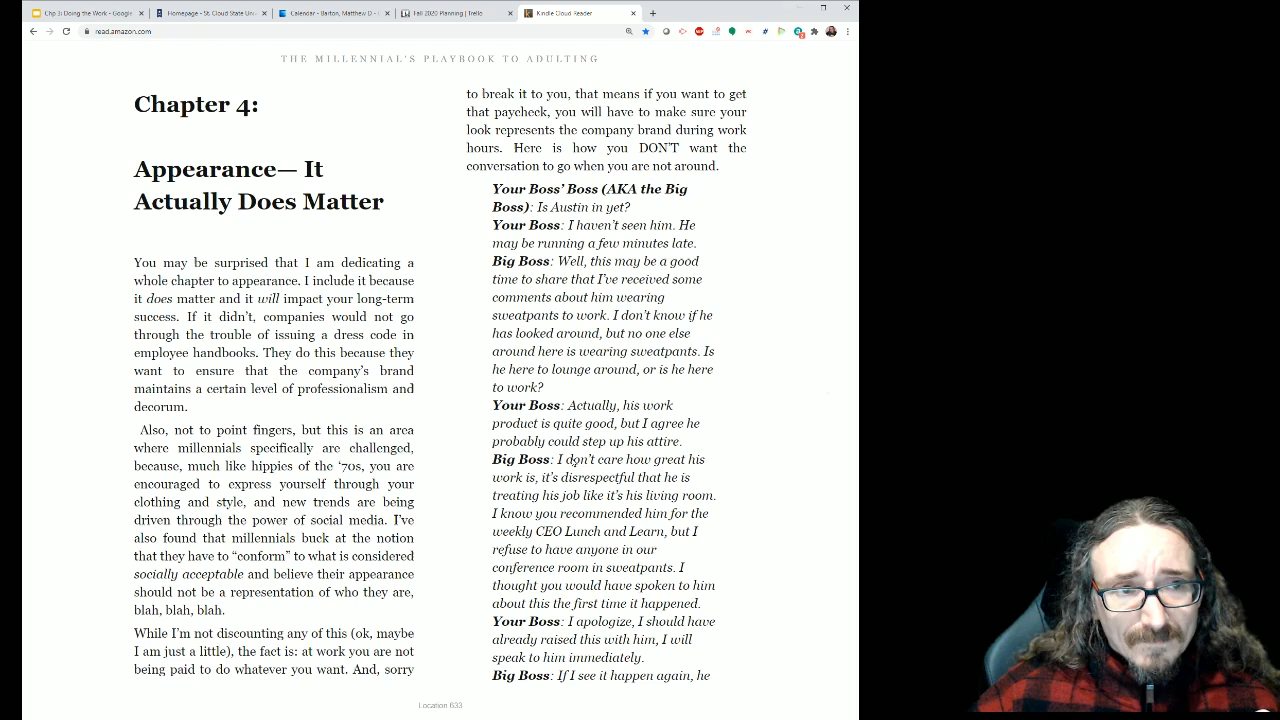 Chp 3: Doing the Work - Google
Homepage - St. Cloud State Uni
Calendar - Barton, Matthew D -
Fall 2020 Planning | Trello
Kindle Cloud Reader
read.amazon.com
THE MILLENNIAL'S PLAYBOOK TO ADULTING
Chapter 4:
Appearance— It
Actually Does Matter
You may be surprised that I am dedicating a
whole chapter to appearance. I include it because
it does matter and it will impact your long-term
success. If it didn't, companies would not go
through the trouble of issuing a dress code in
employee handbooks. They do this because they
want to ensure that the company's brand
maintains a certain level of professionalism and
decorum.
Also, not to point fingers, but this is an area
where millennials specifically are challenged,
because, much like hippies of the '70s, you are
encouraged to express yourself through your
clothing and style, and new trends are being
driven through the power of social media. I've
also found that millennials buck at the notion
that they have to “conform” to what is considered
socially acceptable and believe their appearance
should not be a representation of who they are,
blah, blah, blah.
While I'm not discounting any of this (ok, maybe
I am just a little), the fact is: at work you are not
being paid to do whatever you want. And, sorry
to break it to you, that means if you want to get
that paycheck, you will have to make sure your
look represents the company brand during work
hours. Here is how you DON'T want the
conversation to go when you are not around.
Your Boss' Boss (AKA the Big
Boss): Is Austin in yet?
Your Boss: I haven't seen him. He
may be running a few minutes late.
Big Boss: Well, this may be a good
time to share that I've received some
comments about him wearing
sweatpants to work. I don't know if he
has looked around, but no one else
around here is wearing sweatpants. Is
he here to lounge around, or is he here
to work?
Your Boss: Actually, his work
product is quite good, but I agree he
probably could step up his attire.
Big Boss: I don't care how great his
work is, it's disrespectful that he is
treating his job like it's his living room.
I know you recommended him for the
weekly CEO Lunch and Learn, but I
refuse to have anyone in our
conference room in sweatpants. I
thought you would have spoken to him
about this the first time it happened.
Your Boss: I apologize, I should have
already raised this with him, I will
speak to him immediately.
Big Boss: If I see it happen again, he
Location 633